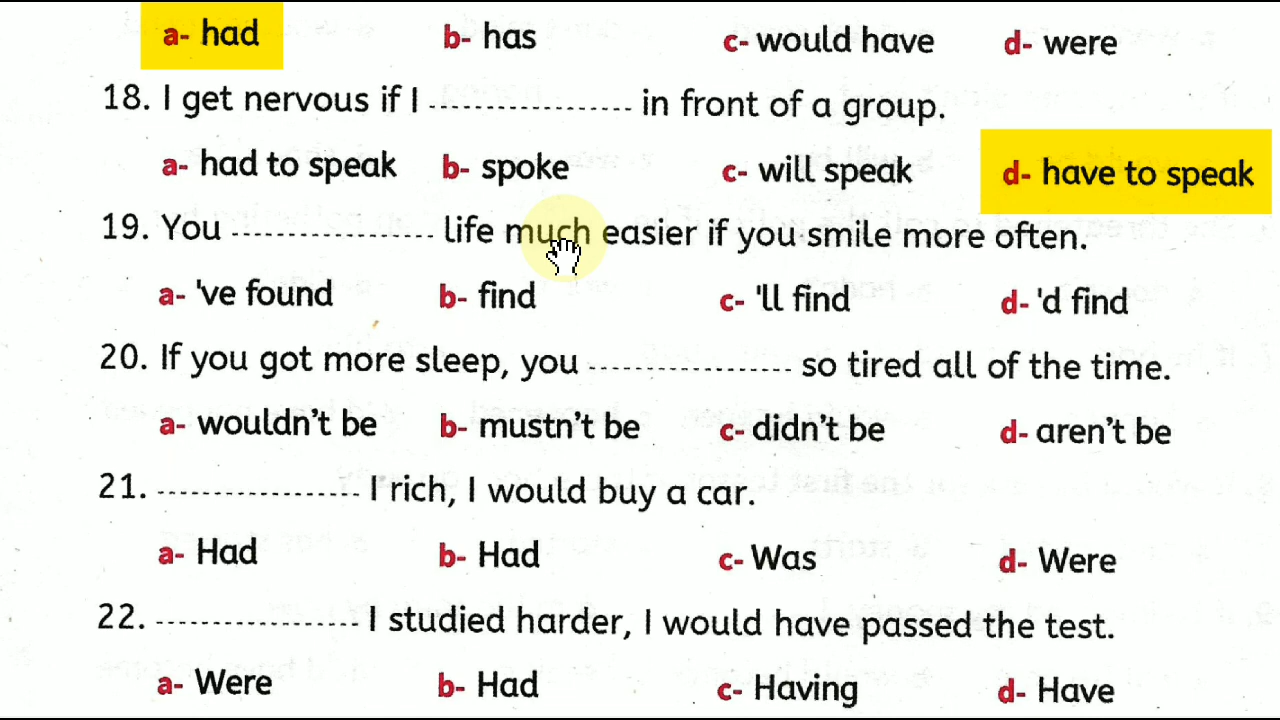 a- had b- has c- would have d- were
18. I get nervous if I ........................ in front of a group.
a- had to speak b- spoke c- will speak d- have to speak
19. You ........................ life much easier if you smile more often.
a- 've found b- find c- 'll find d- 'd find
20. If you got more sleep, you ........................ so tired all of the time.
a- wouldn't be b- mustn't be c- didn't be d- aren't be
21. ........................ I rich, I would buy a car.
a- Had b- Had c- Was d- Were
22. ........................ I studied harder, I would have passed the test.
a- Were b- Had c- Having d- Have